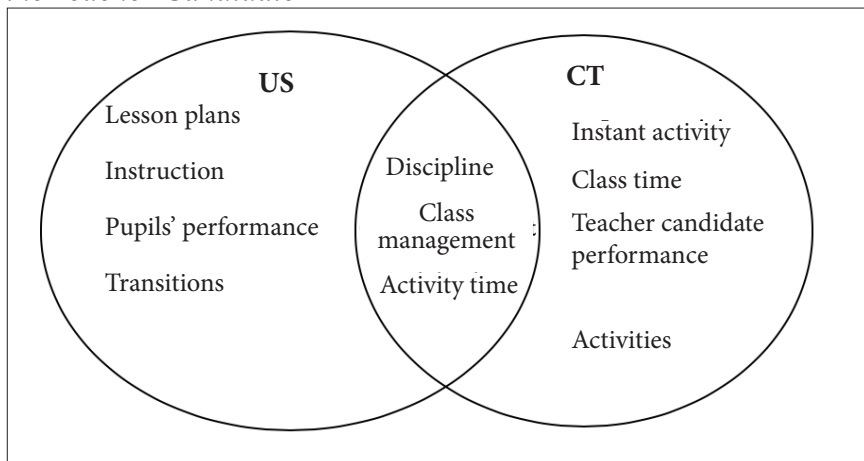 US
CT
Lesson plans
Instant activity
Instruction
Discipline
Class time
Class
management
Pupils' performance
Teacher candidate
performance
Transitions
Activity time
Activities